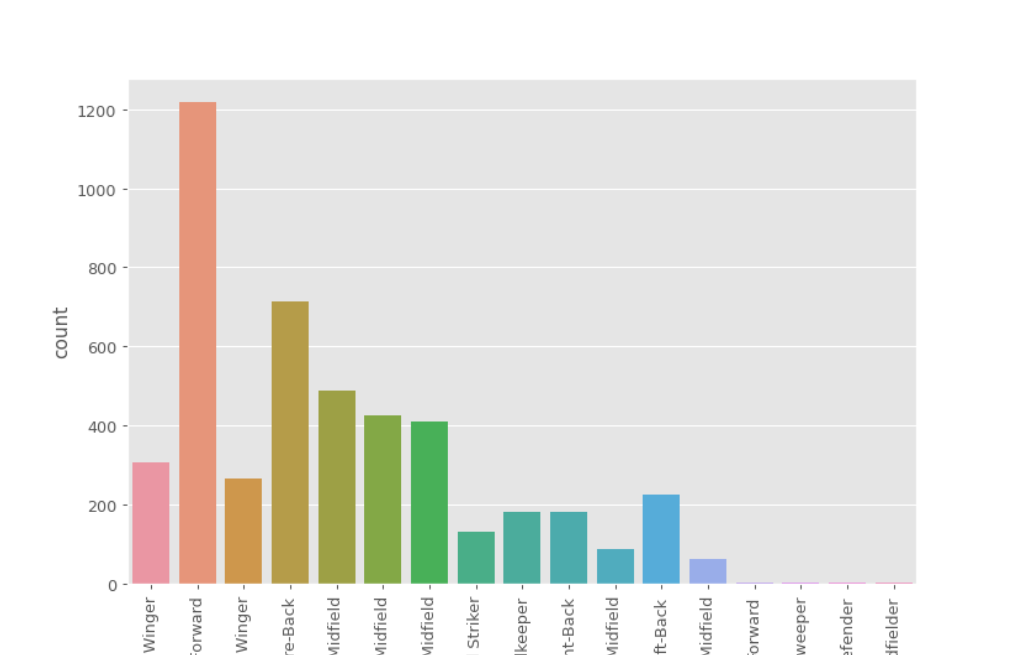 1200
1000
800
600
400
200
0
count
Winger
orward
Winger
re-Back
Midfield
Midfield
Midfield
Striker
lkeeper
nt-Back
Midfield
ft-Back
Midfield
orward
weeper
efender
dfielder